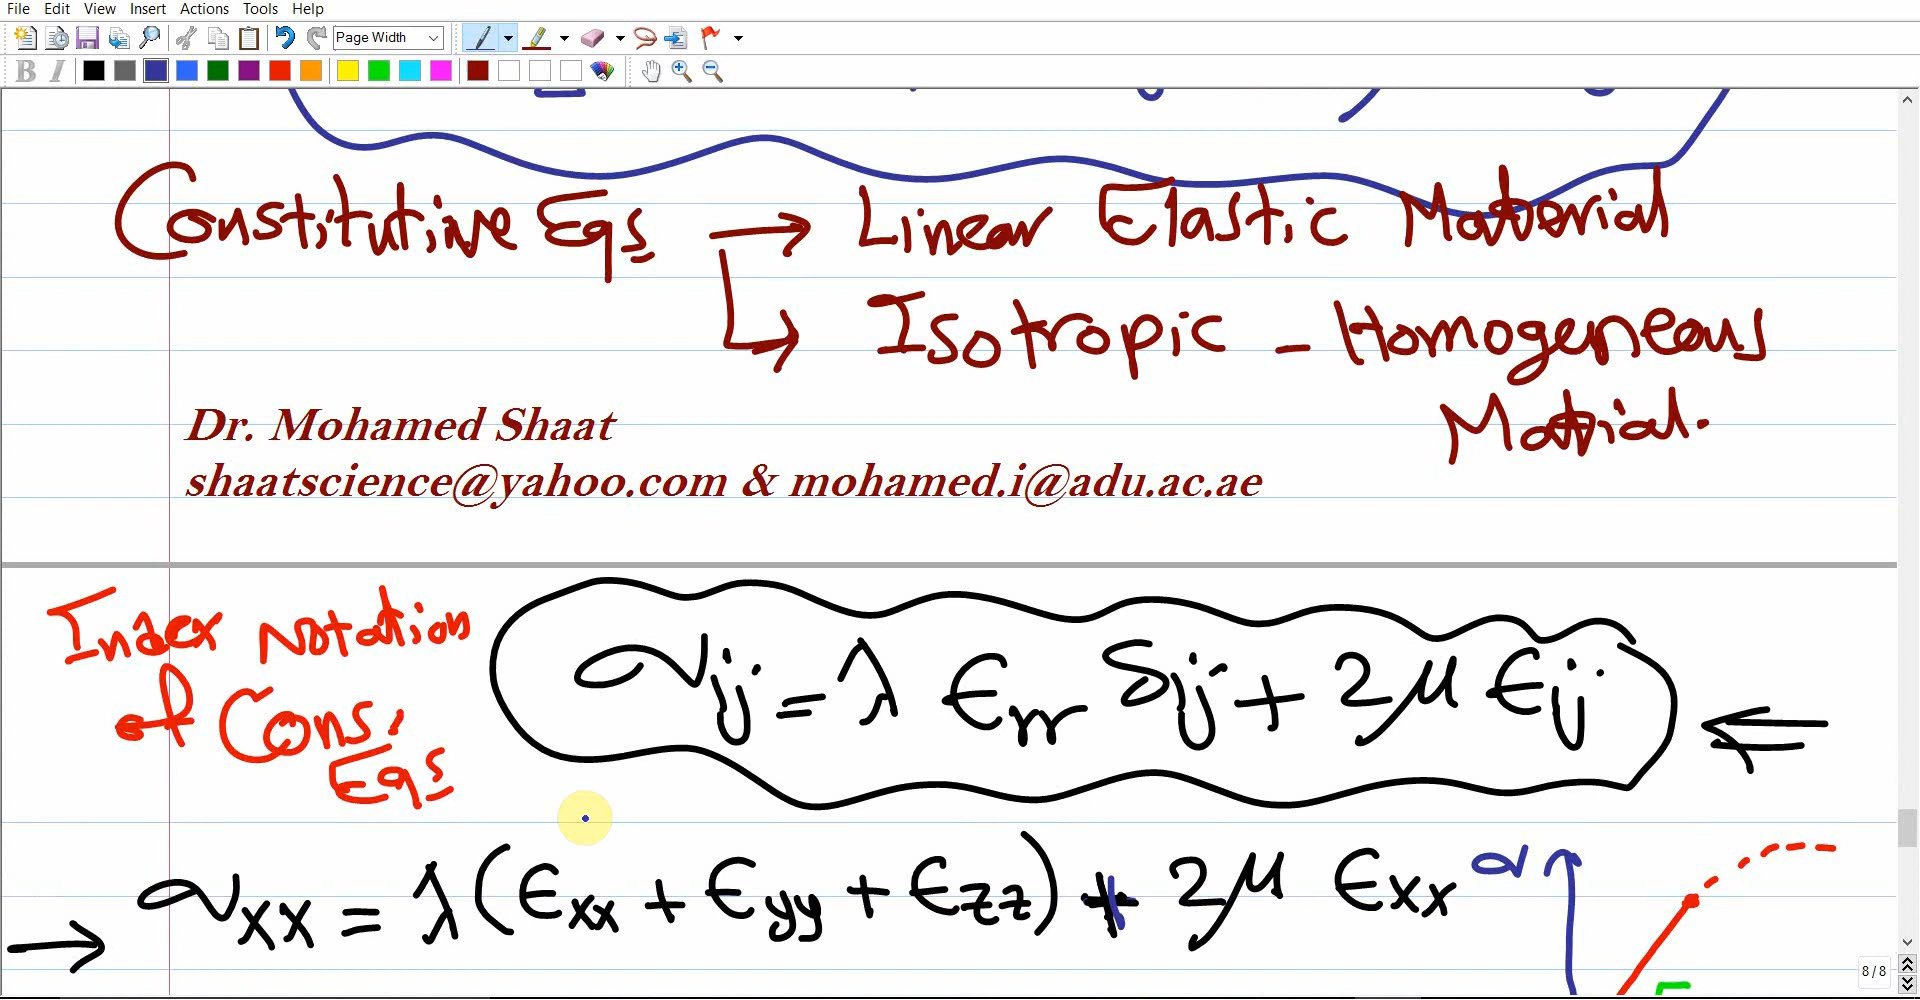 File Edit View Insert Actions Tools Help
Page Width
B I
Constitutive Eqs → Linear Elastic Material
Isotropic - Homogeneous
Material.
Dr. Mohamed Shaat
shaatscience@yahoo.com & mohamed.i@adu.ac.ae
Index Notation
of Cons.
Eqs
σij = λ ϵrr δij + 2μ ϵij
σxx = λ(ϵxx + ϵyy + ϵzz) + 2μ ϵxx
σ
E
8 / 8